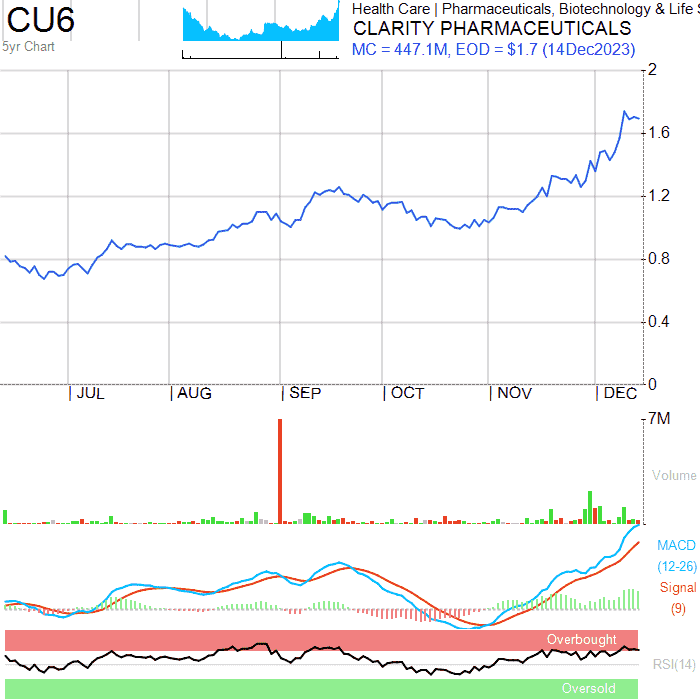 CU6
5yr Chart
Health Care | Pharmaceuticals, Biotechnology & Life S
CLARITY PHARMACEUTICALS
MC = 447.1M, EOD = $1.7 (14Dec2023)
2
1.6
1.2
0.8
0.4
0
JUL AUG SEP OCT NOV DEC
7M
Volume
MACD
(12-26)
Signal
(9)
Overbought
RSI(14)
Oversold